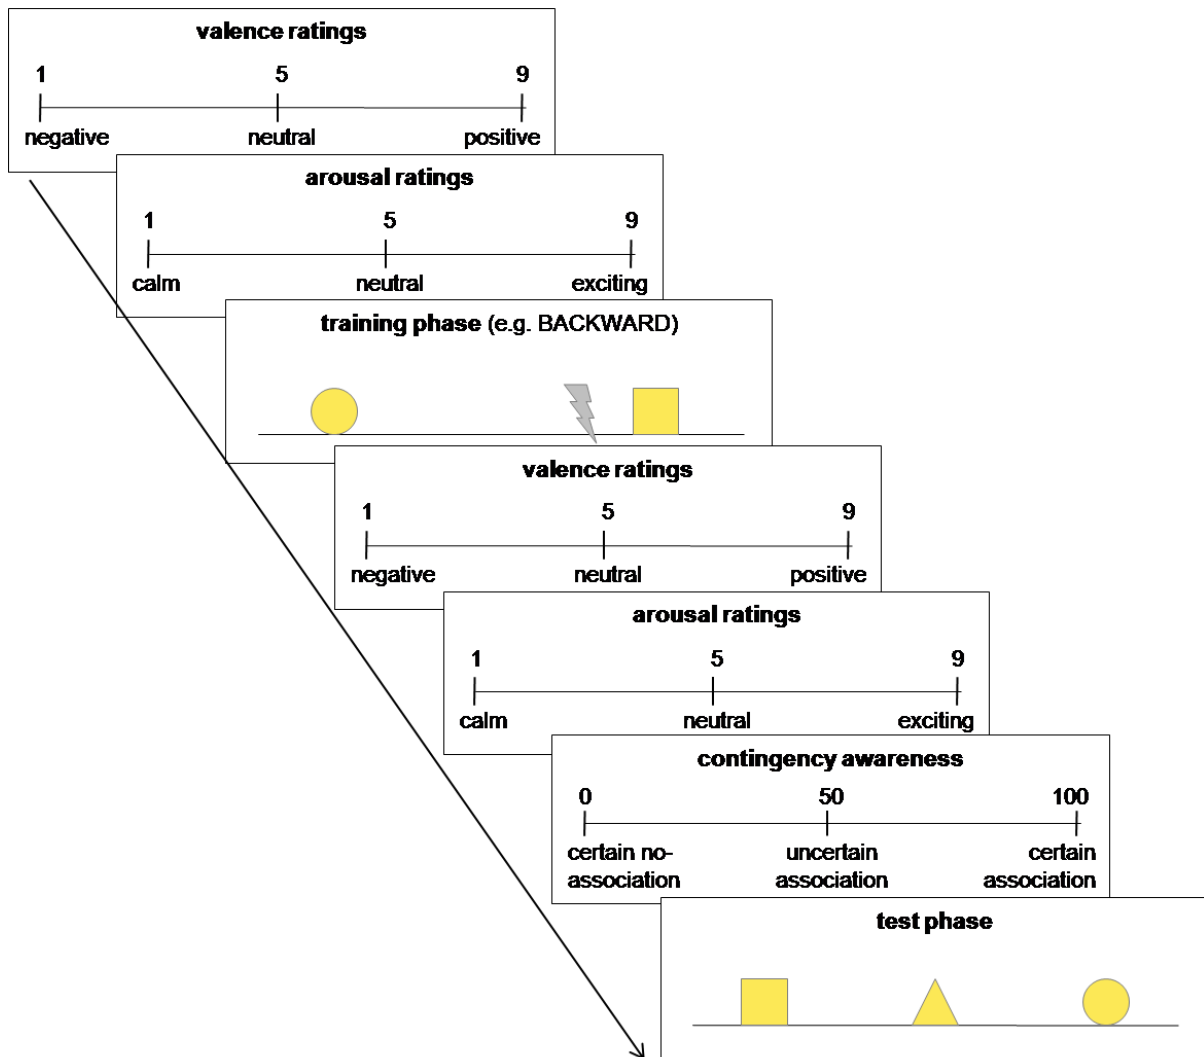 valence ratings
1 5 9
negative neutral positive
arousal ratings
1 5 9
calm neutral exciting
training phase (e.g. BACKWARD)
valence ratings
1 5 9
negative neutral positive
arousal ratings
1 5 9
calm neutral exciting
contingency awareness
0 50 100
certain no- uncertain certain
association association association
test phase